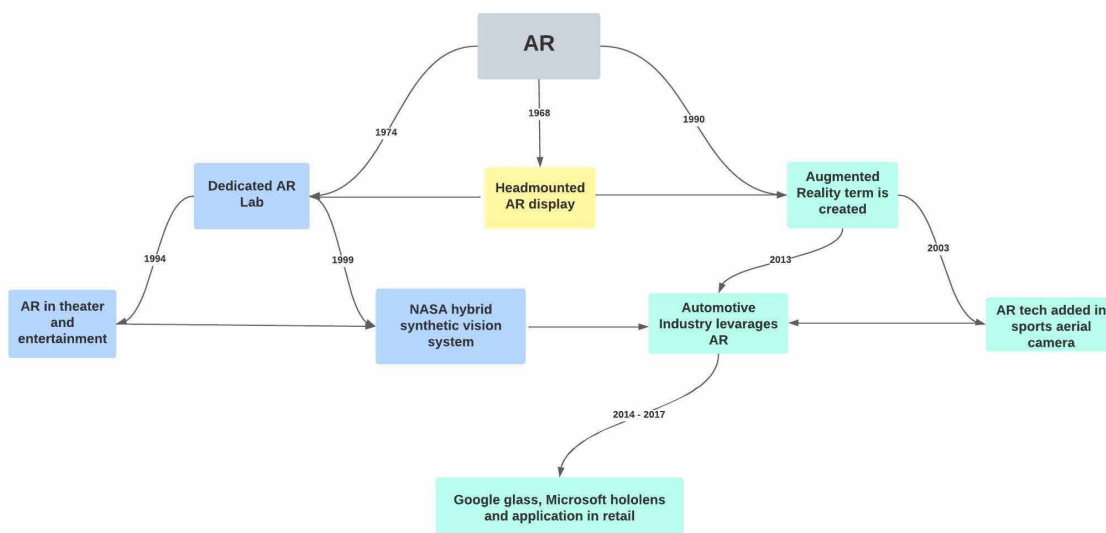 AR
1968
1974
1990
Dedicated AR
Lab
Headmounted
AR display
Augmented
Reality term is
created
1994
1999
2013
2003
AR in theater
and
entertainment
NASA hybrid
synthetic vision
system
Automotive
Industry levarages
AR
AR tech added in
sports aerial
camera
2014 - 2017
Google glass, Microsoft hololens
and application in retail